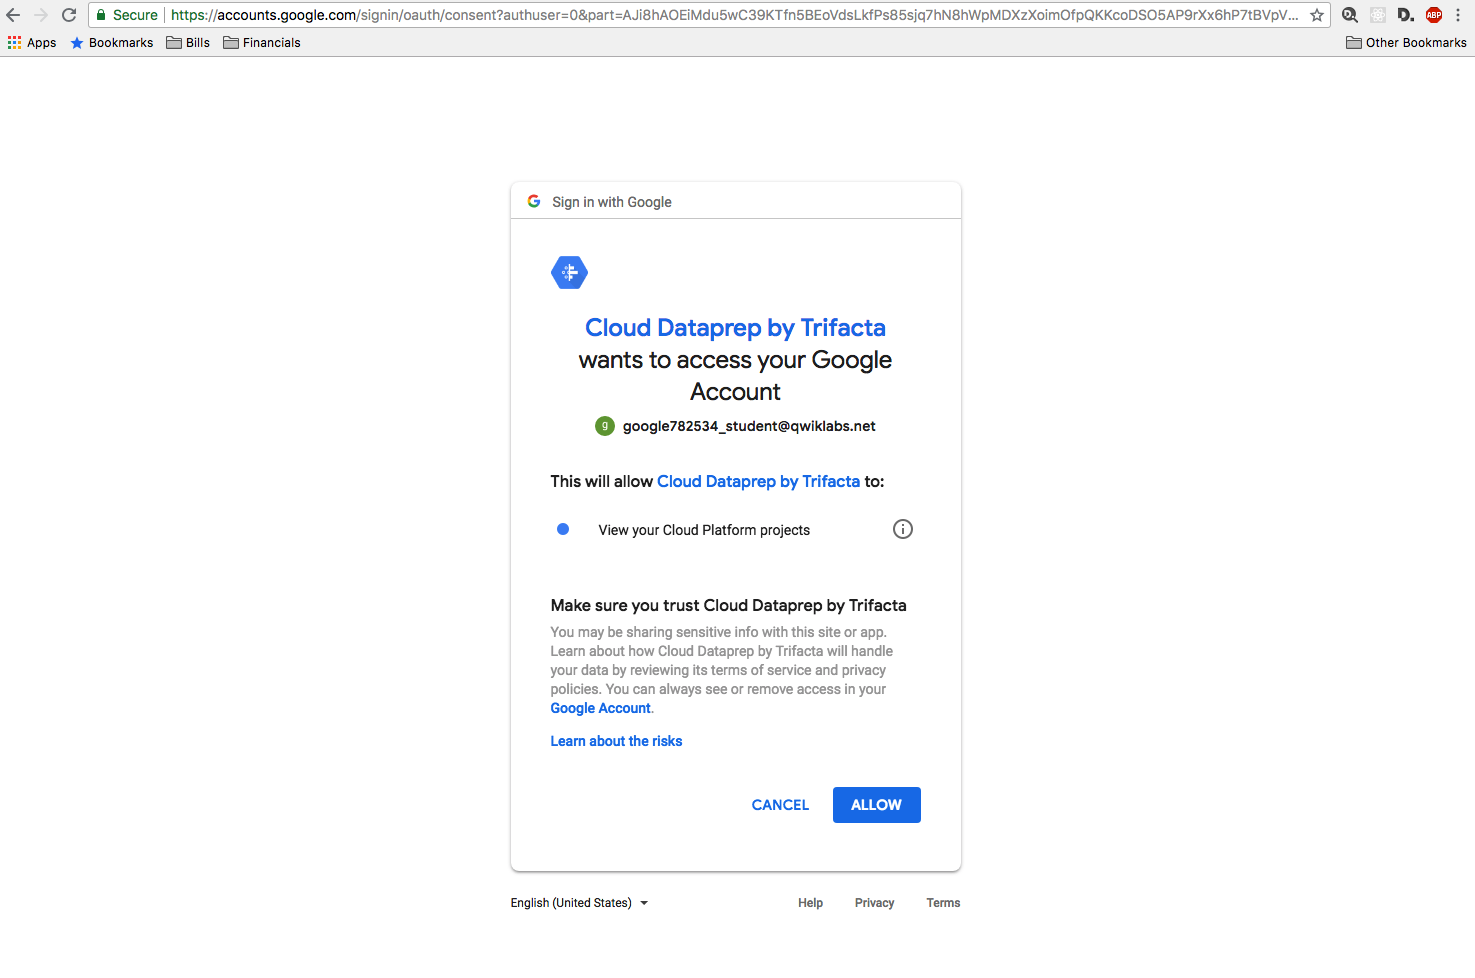 Secure https://accounts.google.com/signin/oauth/consent?authuser=0&part=AJi8hAOEiMdu5wC39KTfn5BEoVdsLkfPs85sjq7hN8hWpMDXzXoimOfpQKKcoDSO5AP9rXx6hP7tBVpV...
D.
ABP
Apps Bookmarks Bills Financials Other Bookmarks
Sign in with Google
Cloud Dataprep by Trifacta
wants to access your Google
Account
g google782534_student@qwiklabs.net
This will allow Cloud Dataprep by Trifacta to:
View your Cloud Platform projects
Make sure you trust Cloud Dataprep by Trifacta
You may be sharing sensitive info with this site or app.
Learn about how Cloud Dataprep by Trifacta will handle
your data by reviewing its terms of service and privacy
policies. You can always see or remove access in your
Google Account.
Learn about the risks
CANCEL ALLOW
English (United States) Help Privacy Terms